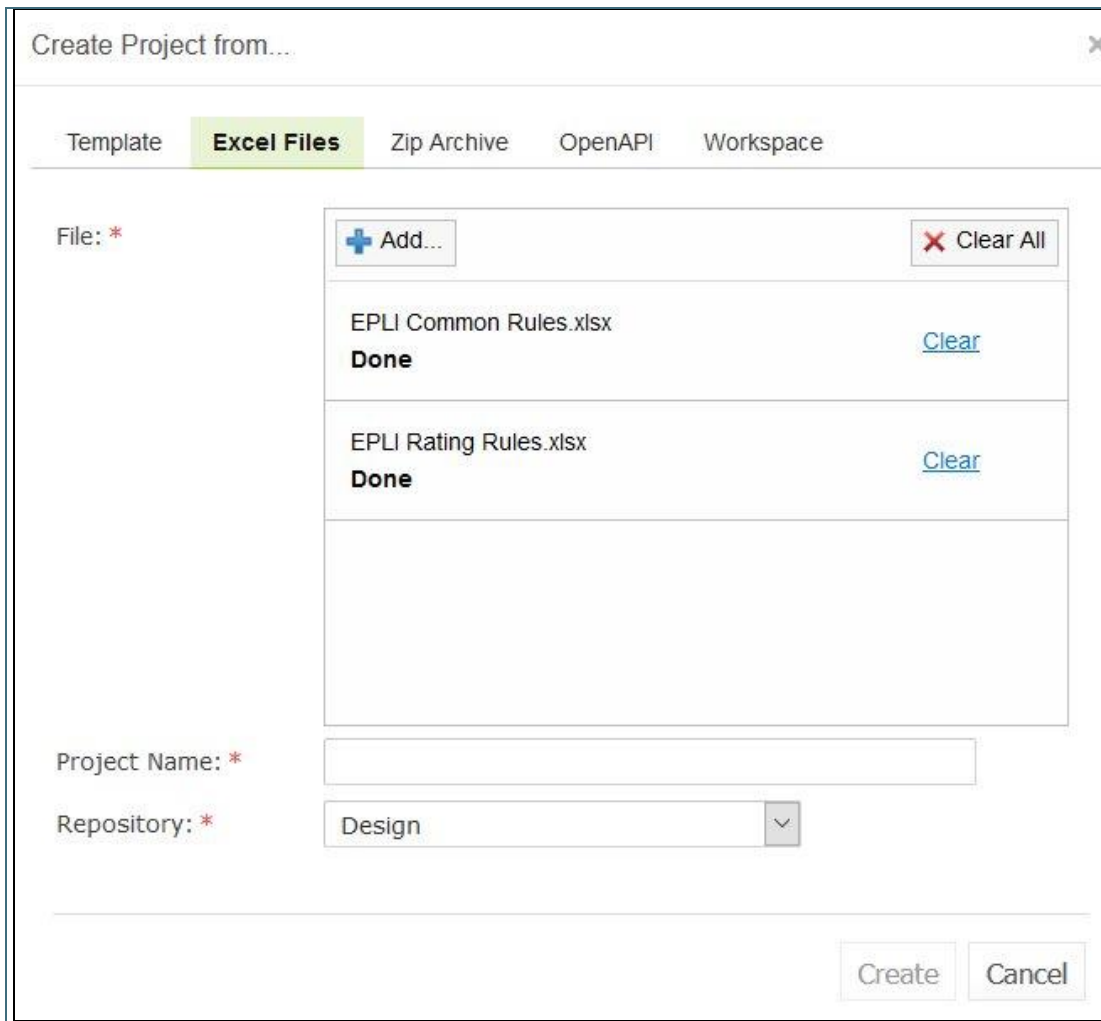 Create Project from...
Template Excel Files Zip Archive OpenAPI Workspace
File: * Add... Clear All
EPLI Common Rules.xlsx
Done
Clear
EPLI Rating Rules.xlsx
Done
Clear
Project Name: *
Repository: * Design
Create Cancel